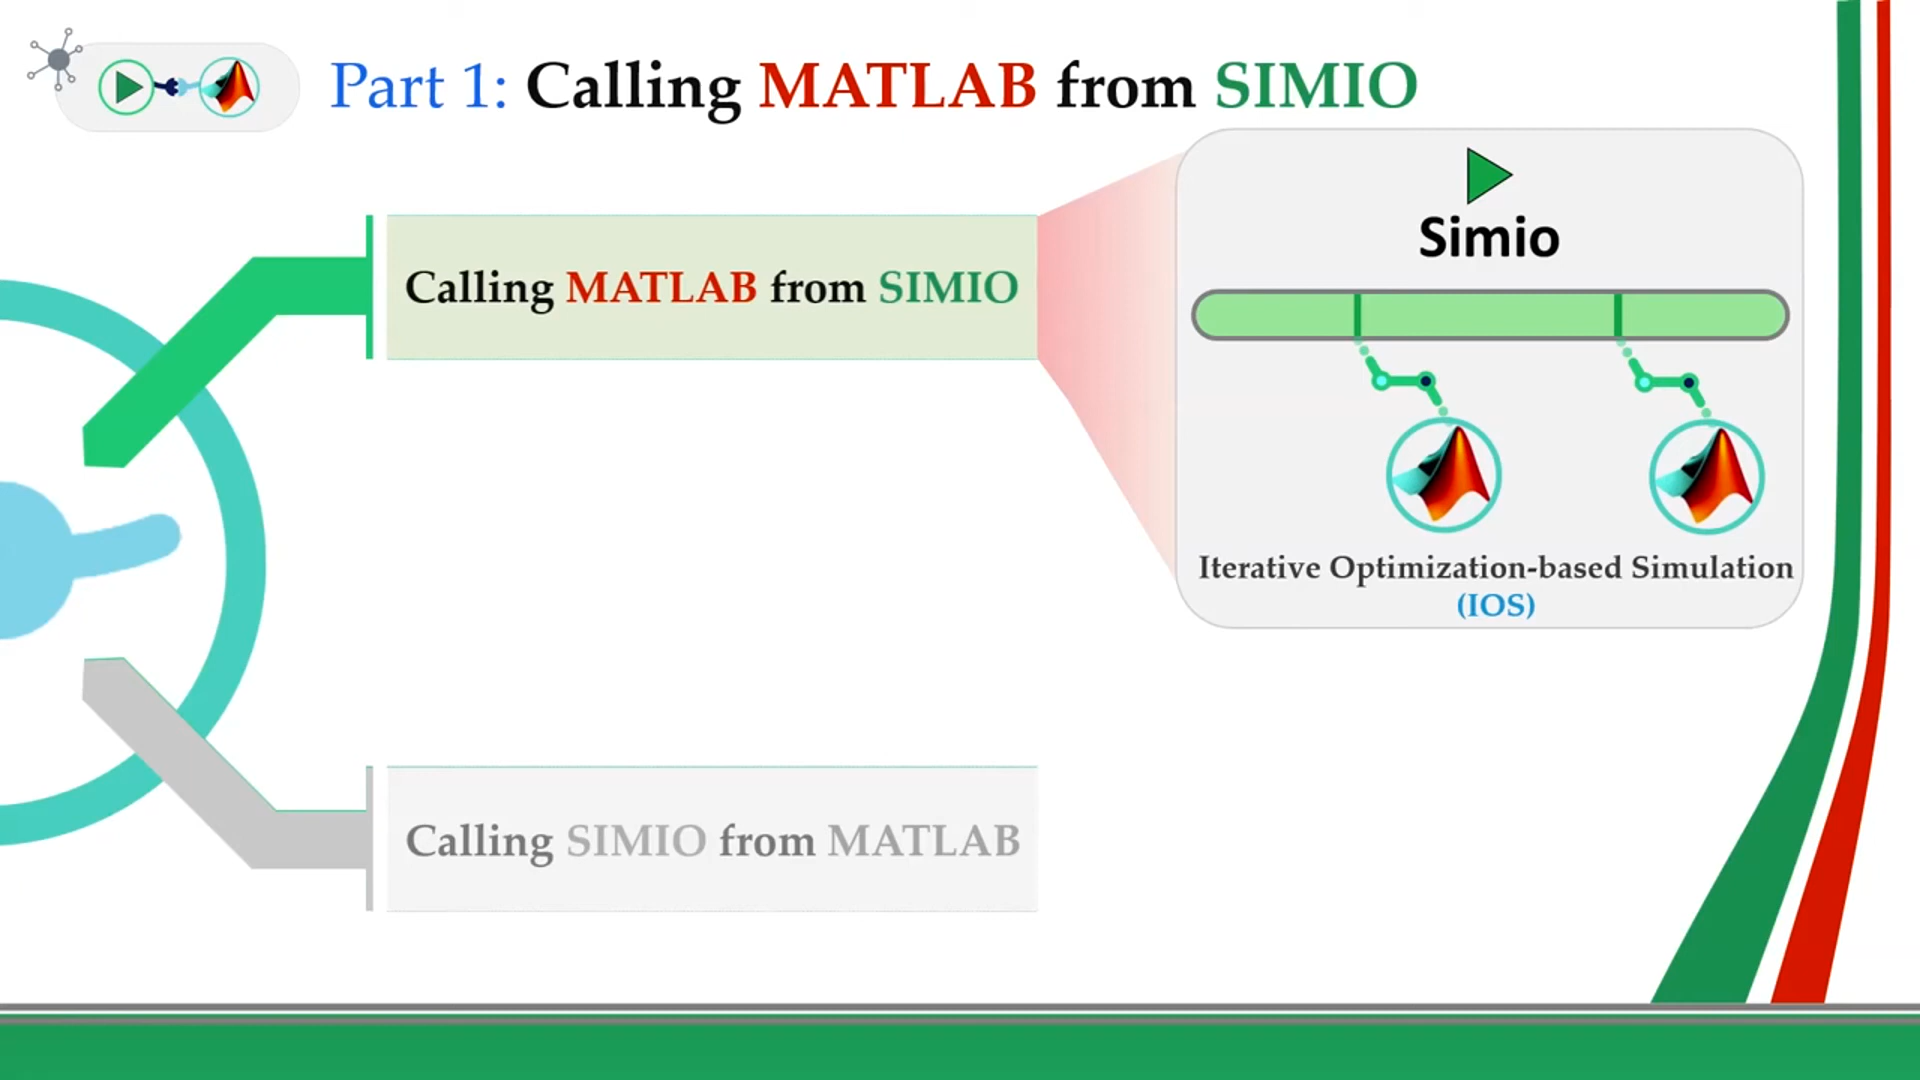 Part 1: Calling MATLAB from SIMIO
Calling MATLAB from SIMIO
Simio
Iterative Optimization-based Simulation
(IOS)
Calling SIMIO from MATLAB